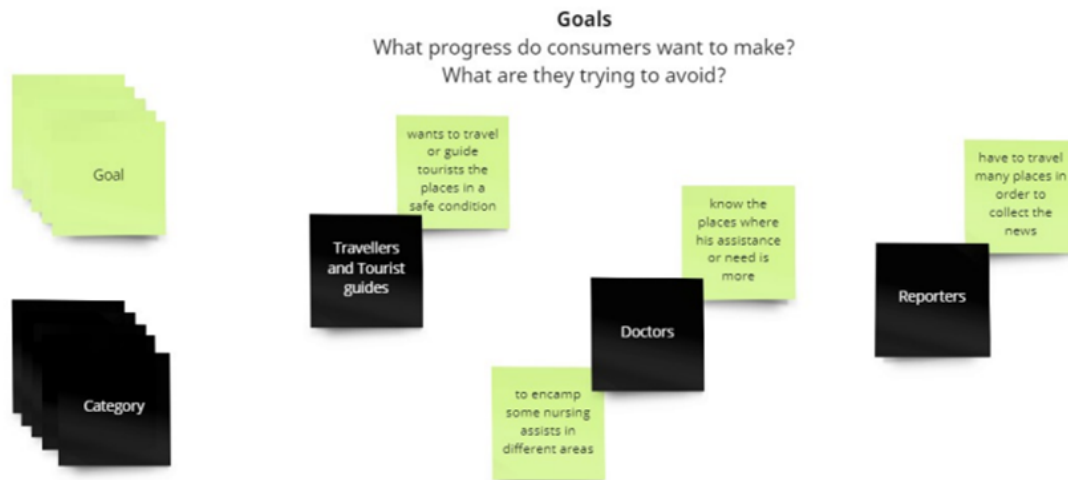 Goals
What progress do consumers want to make?
What are they trying to avoid?
Goal
wants to travel
or guide
tourists the
places in a
safe condition
Travellers
and Tourist
guides
know the
places where
his assistance
or need is
more
Doctors
to encamp
some nursing
assists in
different areas
have to travel
many places in
order to
collect the
news
Reporters
Category